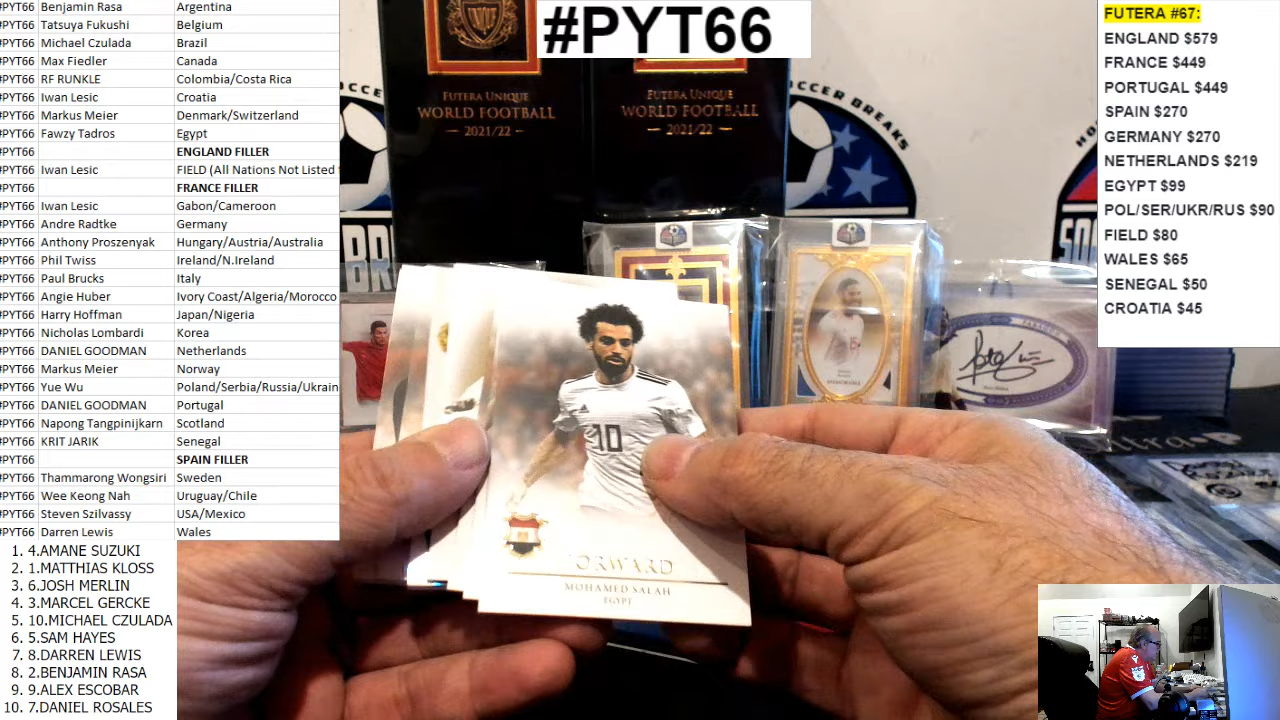 #PYT66 Benjamin Rasa Argentina
#PYT66 Tatsuya Fukushi Belgium
#PYT66 Michael Czulada Brazil
#PYT66 Max Fiedler Canada
#PYT66 RF RUNKLE Colombia/Costa Rica
#PYT66 Iwan Lesic Croatia
#PYT66 Markus Meier Denmark/Switzerland
#PYT66 Fawzy Tadros Egypt
#PYT66 ENGLAND FILLER
#PYT66 Iwan Lesic FIELD (All Nations Not Listed
#PYT66 FRANCE FILLER
#PYT66 Iwan Lesic Gabon/Cameroon
#PYT66 Andre Radtke Germany
#PYT66 Anthony Proszenyak Hungary/Austria/Australia
#PYT66 Phil Twiss Ireland/N.Ireland
#PYT66 Paul Brucks Italy
#PYT66 Angie Huber Ivory Coast/Algeria/Morocco
#PYT66 Harry Hoffman Japan/Nigeria
#PYT66 Nicholas Lombardi Korea
#PYT66 DANIEL GOODMAN Netherlands
#PYT66 Markus Meier Norway
#PYT66 Yue Wu Poland/Serbia/Russia/Ukrain
#PYT66 DANIEL GOODMAN Portugal
#PYT66 Napong Tangpinijkarn Scotland
#PYT66 KRIT JARIK Senegal
#PYT66 SPAIN FILLER
#PYT66 Thammarong Wongsiri Sweden
#PYT66 Wee Keong Nah Uruguay/Chile
#PYT66 Steven Szilvassy USA/Mexico
#PYT66 Darren Lewis Wales
1. 4.AMANE SUZUKI
2. 1.MATTHIAS KLOSS
3. 6.JOSH MERLIN
4. 3.MARCEL GERCKE
5. 10.MICHAEL CZULADA
6. 5.SAM HAYES
7. 8.DARREN LEWIS
8. 2.BENJAMIN RASA
9. 9.ALEX ESCOBAR
10. 7.DANIEL ROSALES
#PYT66
FUTERA UNIQUE
WORLD FOOTBALL
2021/22
FUTERA UNIQUE
WORLD FOOTBALL
2021/22
SOCCER BREAKS
10
FORWARD
MOHAMED SALAH
EGYPT
FUTERA #67:
ENGLAND $579
FRANCE $449
PORTUGAL $449
SPAIN $270
GERMANY $270
NETHERLANDS $219
EGYPT $99
POL/SER/UKR/RUS $90
FIELD $80
WALES $65
SENEGAL $50
CROATIA $45